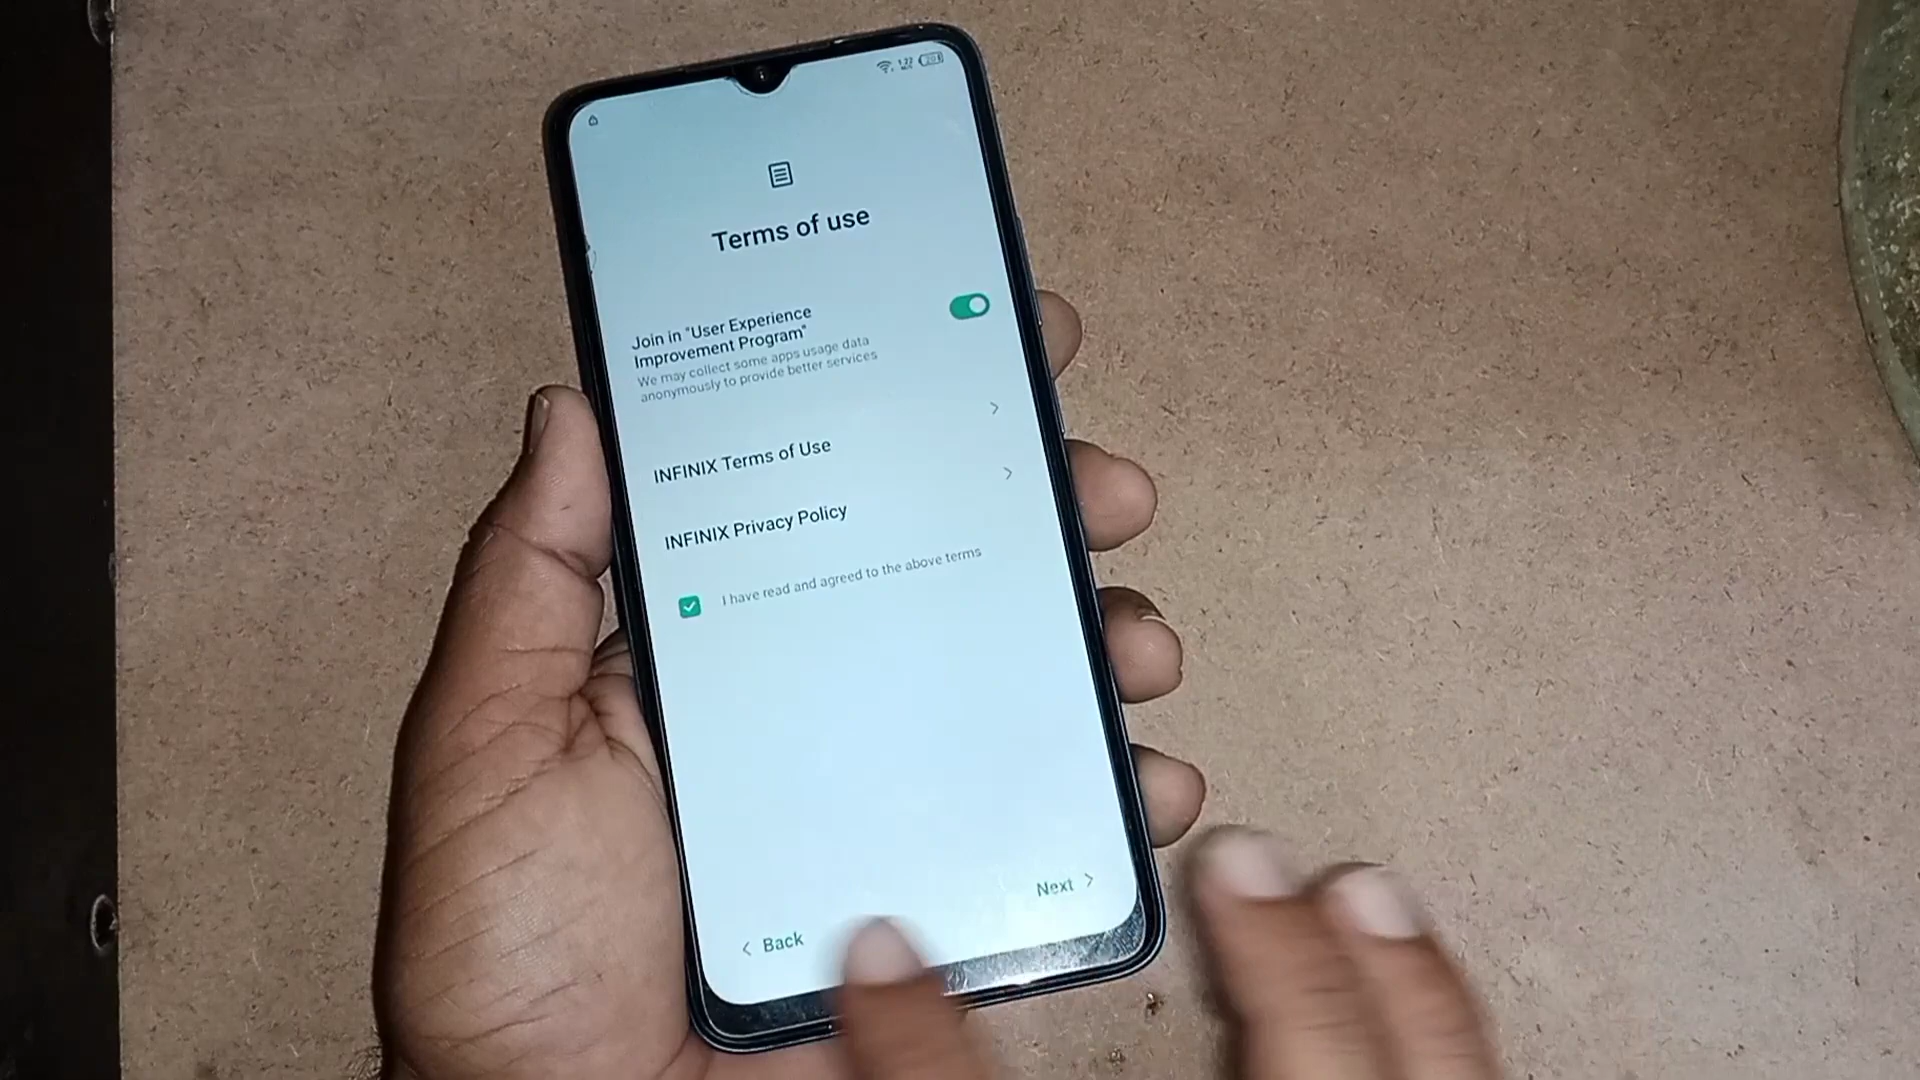 Terms of use
Join in "User Experience
Improvement Program"
We may collect some apps usage data
anonymously to provide better services
INFINIX Terms of Use
INFINIX Privacy Policy
I have read and agreed to the above terms
Next
Back